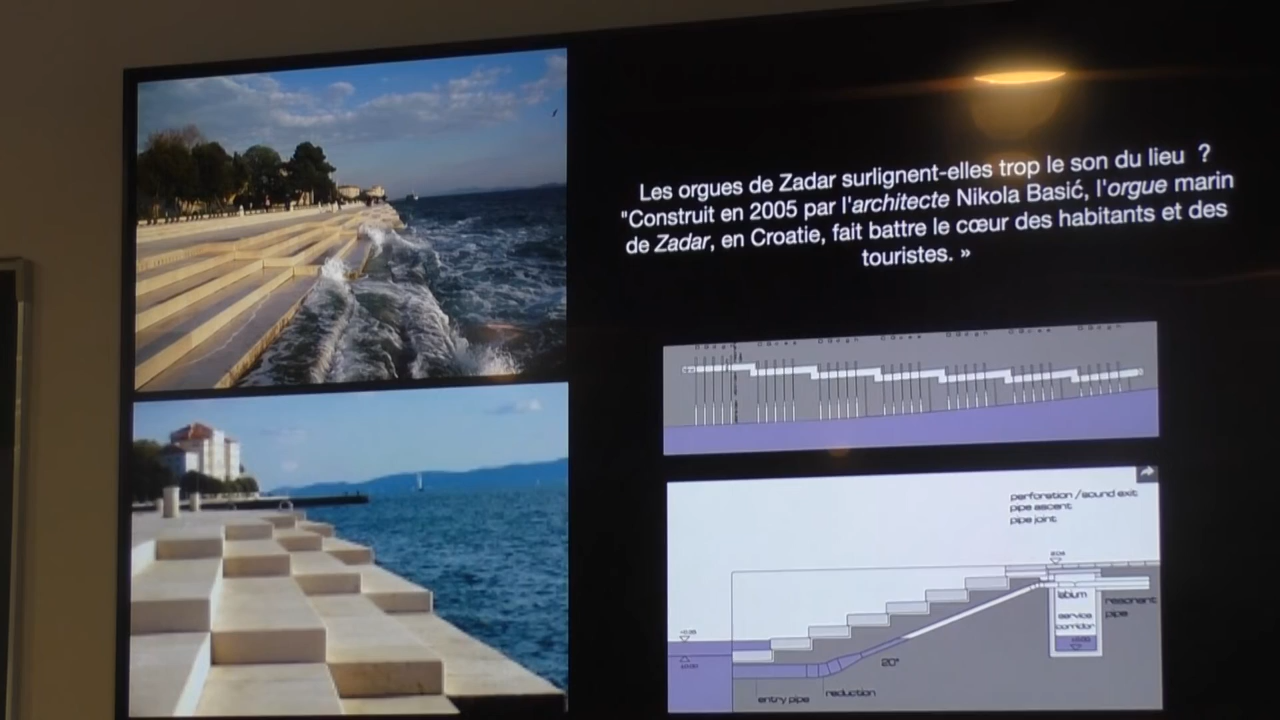 Les orgues de Zadar surlignent-elles trop le son du lieu ?
"Construit en 2005 par l'architecte Nikola Basić, l'orgue marin
de Zadar, en Croatie, fait battre le cœur des habitants et des
touristes. »
perforation / sound exit
pipe ascent
pipe joint
labium
resonant
pipe
service
corridor
20°
entry pipe
reduction